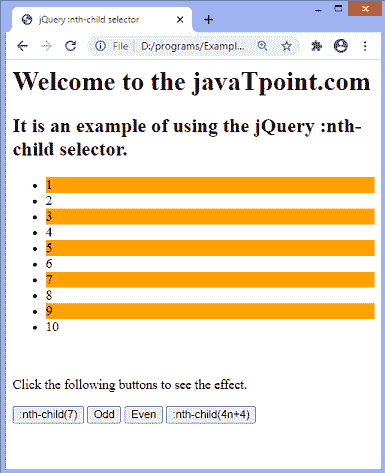 jQuery :nth-child selector
File
D:/programs/Exampl...
Welcome to the javaTpoint.com
It is an example of using the jQuery :nth-
child selector.
1
2
3
4
5
6
7
8
9
10
Click the following buttons to see the effect.
:nth-child(7) Odd Even :nth-child(4n+4)